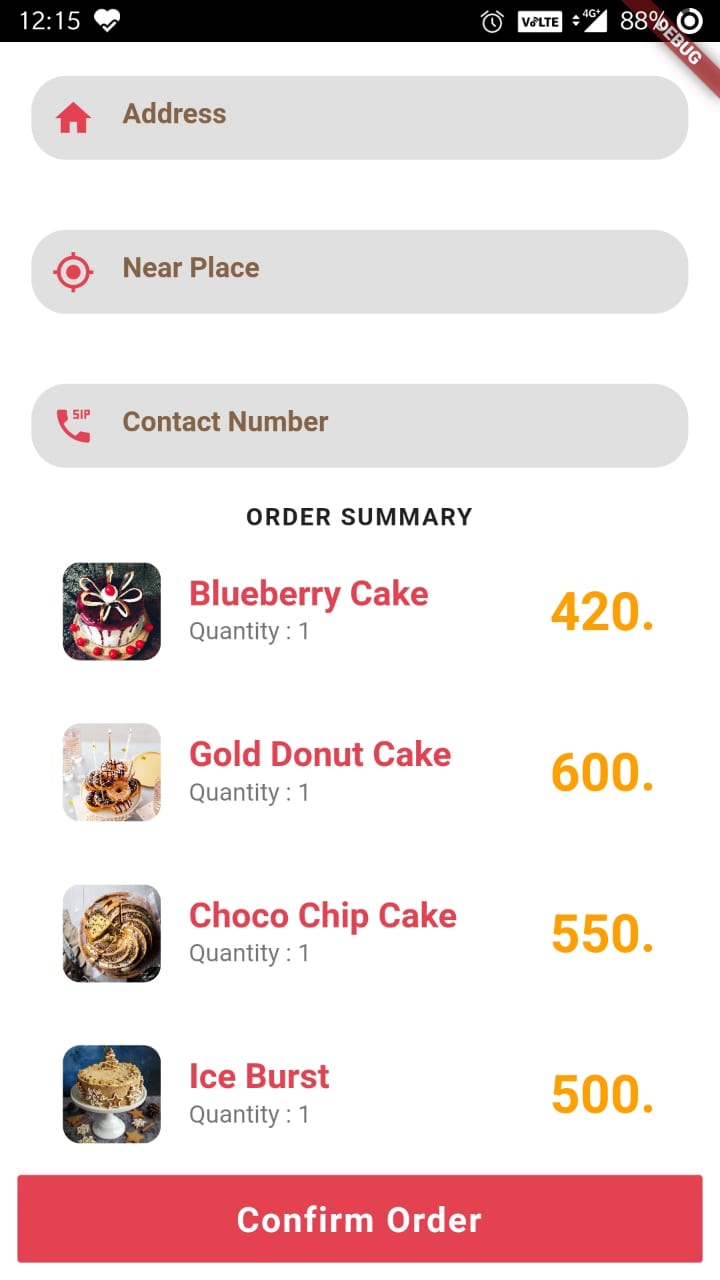 12:15
VoLTE 4G+ 88%
DEBUG
Address
Near Place
SIP
Contact Number
ORDER SUMMARY
Blueberry Cake
Quantity : 1
420.
Gold Donut Cake
Quantity : 1
600.
Choco Chip Cake
Quantity : 1
550.
Ice Burst
Quantity : 1
500.
Confirm Order